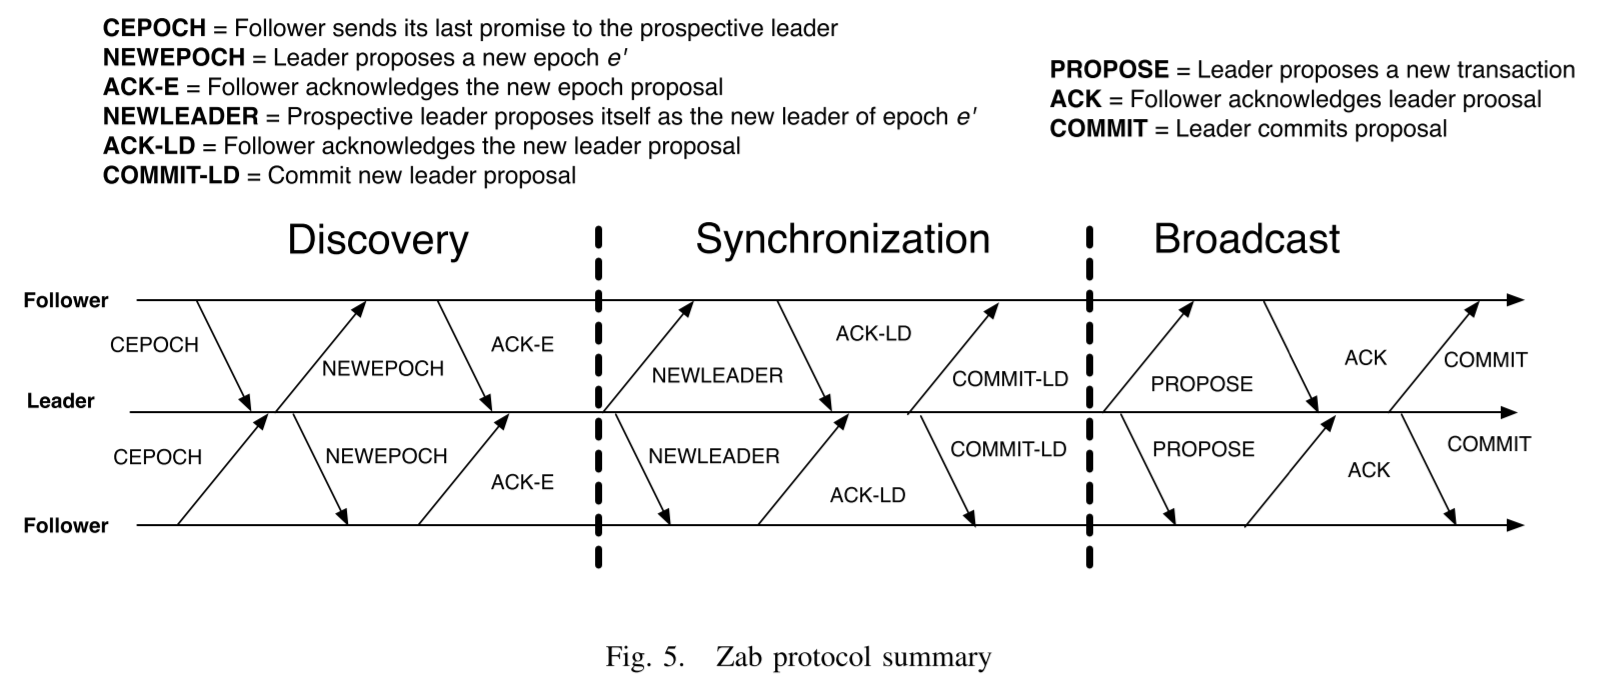 CEPOCH = Follower sends its last promise to the prospective leader
NEWEPOCH = Leader proposes a new epoch e'
ACK-E = Follower acknowledges the new epoch proposal
NEWLEADER = Prospective leader proposes itself as the new leader of epoch e'
ACK-LD = Follower acknowledges the new leader proposal
COMMIT-LD = Commit new leader proposal
PROPOSE = Leader proposes a new transaction
ACK = Follower acknowledges leader proosal
COMMIT = Leader commits proposal
Discovery
Synchronization
Broadcast
Follower
CEPOCH
NEWEPOCH
ACK-E
NEWLEADER
ACK-LD
COMMIT-LD
PROPOSE
ACK
COMMIT
Leader
CEPOCH
NEWEPOCH
ACK-E
NEWLEADER
ACK-LD
COMMIT-LD
PROPOSE
ACK
COMMIT
Follower
Fig. 5. Zab protocol summary